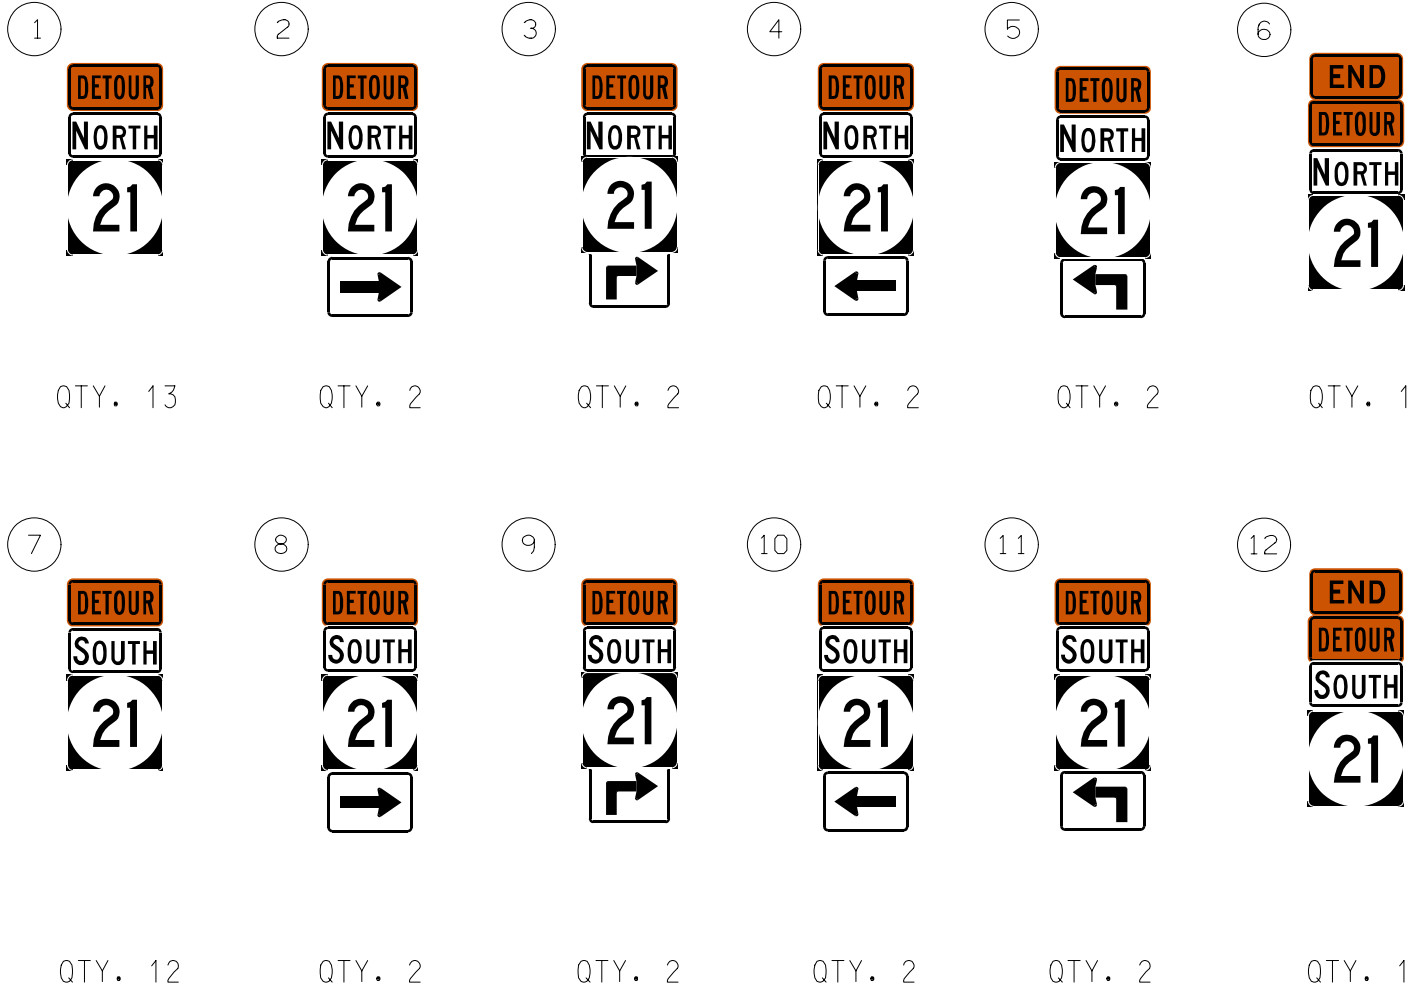 1 2 3 4 5 6
DETOUR DETOUR DETOUR DETOUR DETOUR END
DETOUR
NORTH NORTH NORTH NORTH NORTH NORTH
21 21 21 21 21 21
QTY. 13 QTY. 2 QTY. 2 QTY. 2 QTY. 2 QTY. 1
7 8 9 10 11 12
DETOUR DETOUR DETOUR DETOUR DETOUR END
DETOUR
SOUTH SOUTH SOUTH SOUTH SOUTH SOUTH
21 21 21 21 21 21
QTY. 12 QTY. 2 QTY. 2 QTY. 2 QTY. 2 QTY. 1